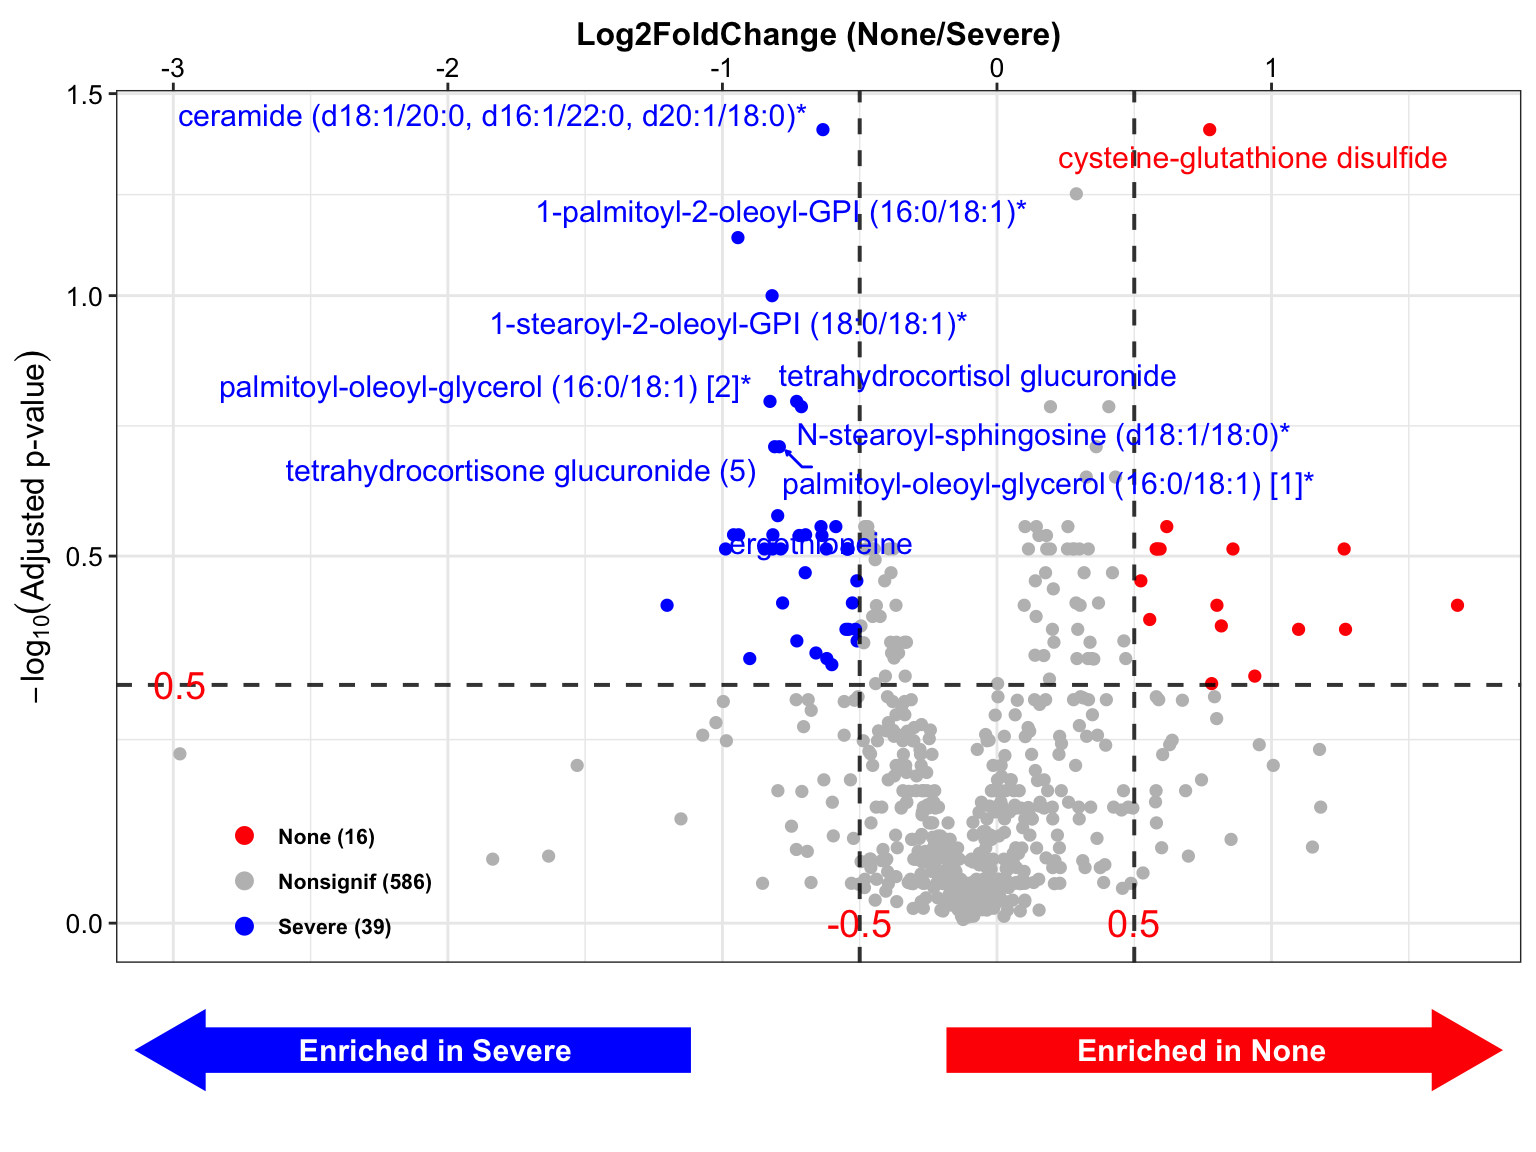 Log2FoldChange (None/Severe)
-3 -2 -1 0 1
1.5
ceramide (d18:1/20:0, d16:1/22:0, d20:1/18:0)*
cysteine-glutathione disulfide
1-palmitoyl-2-oleoyl-GPI (16:0/18:1)*
1.0
1-stearoyl-2-oleoyl-GPI (18:0/18:1)*
tetrahydrocortisol glucuronide
palmitoyl-oleoyl-glycerol (16:0/18:1) [2]*
N-stearoyl-sphingosine (d18:1/18:0)*
tetrahydrocortisone glucuronide (5)
palmitoyl-oleoyl-glycerol (16:0/18:1) [1]*
ergothioneine
0.5
−log10(Adjusted p-value)
0.5
None (16)
Nonsignif (586)
Severe (39)
0.0
-0.5 0.5
Enriched in Severe
Enriched in None